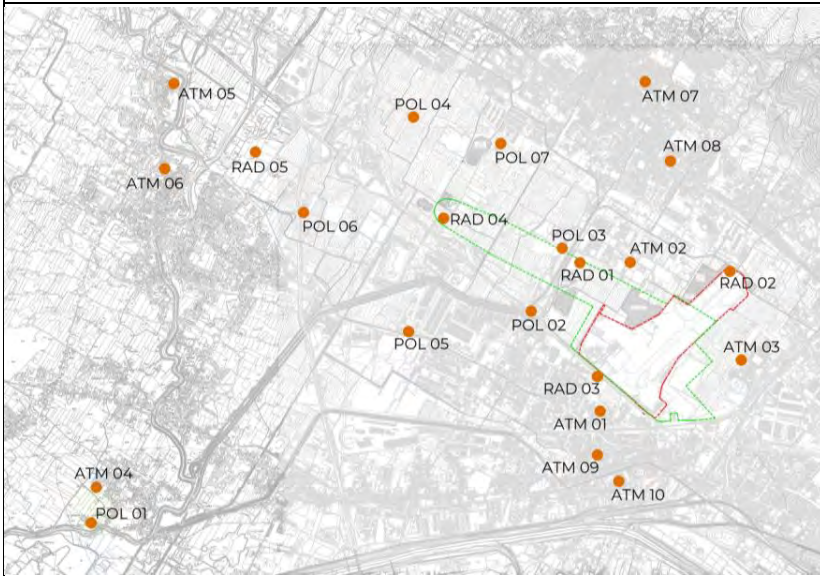 ATM 05
ATM 07
POL 04
POL 07
RAD 05
ATM 08
ATM 06
POL 06
RAD 04
POL 03
ATM 02
RAD 01
RAD 02
POL 02
POL 05
ATM 03
RAD 03
ATM 01
ATM 09
ATM 04
ATM 10
POL 01